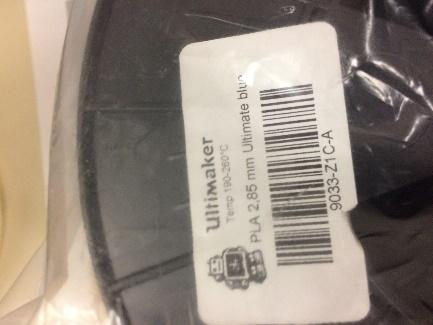 Ultimaker
Temp 190-260°C
PLA 2,85 mm Ultimate blue
9033-Z1C-A